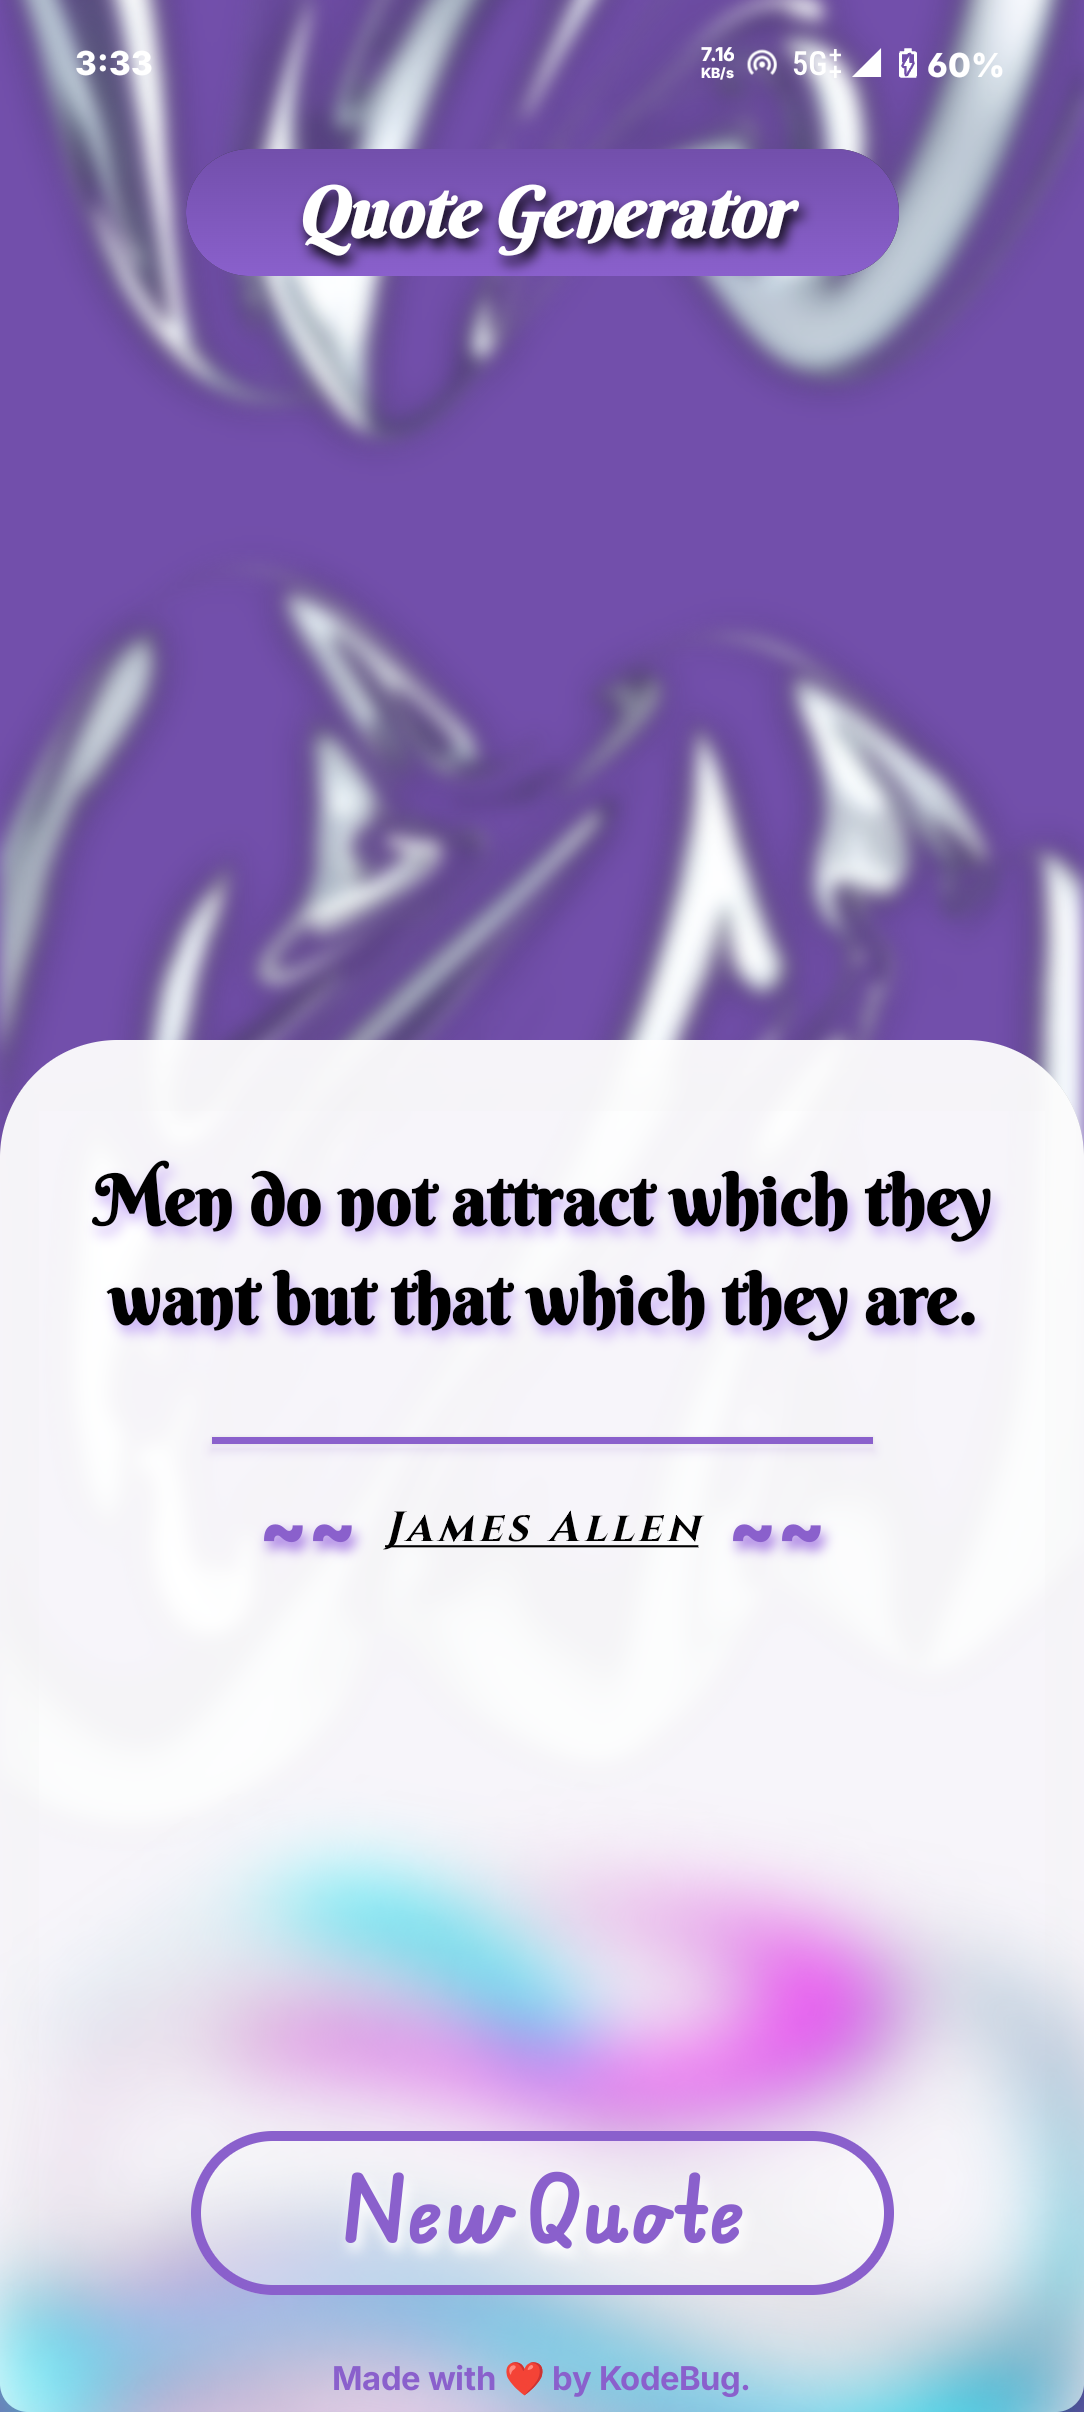 3:33 7.16 KB/s 5G++ 60%
Quote Generator
Men do not attract which they
want but that which they are.
~~ James Allen ~~
New Quote
Made with ❤️ by KodeBug.